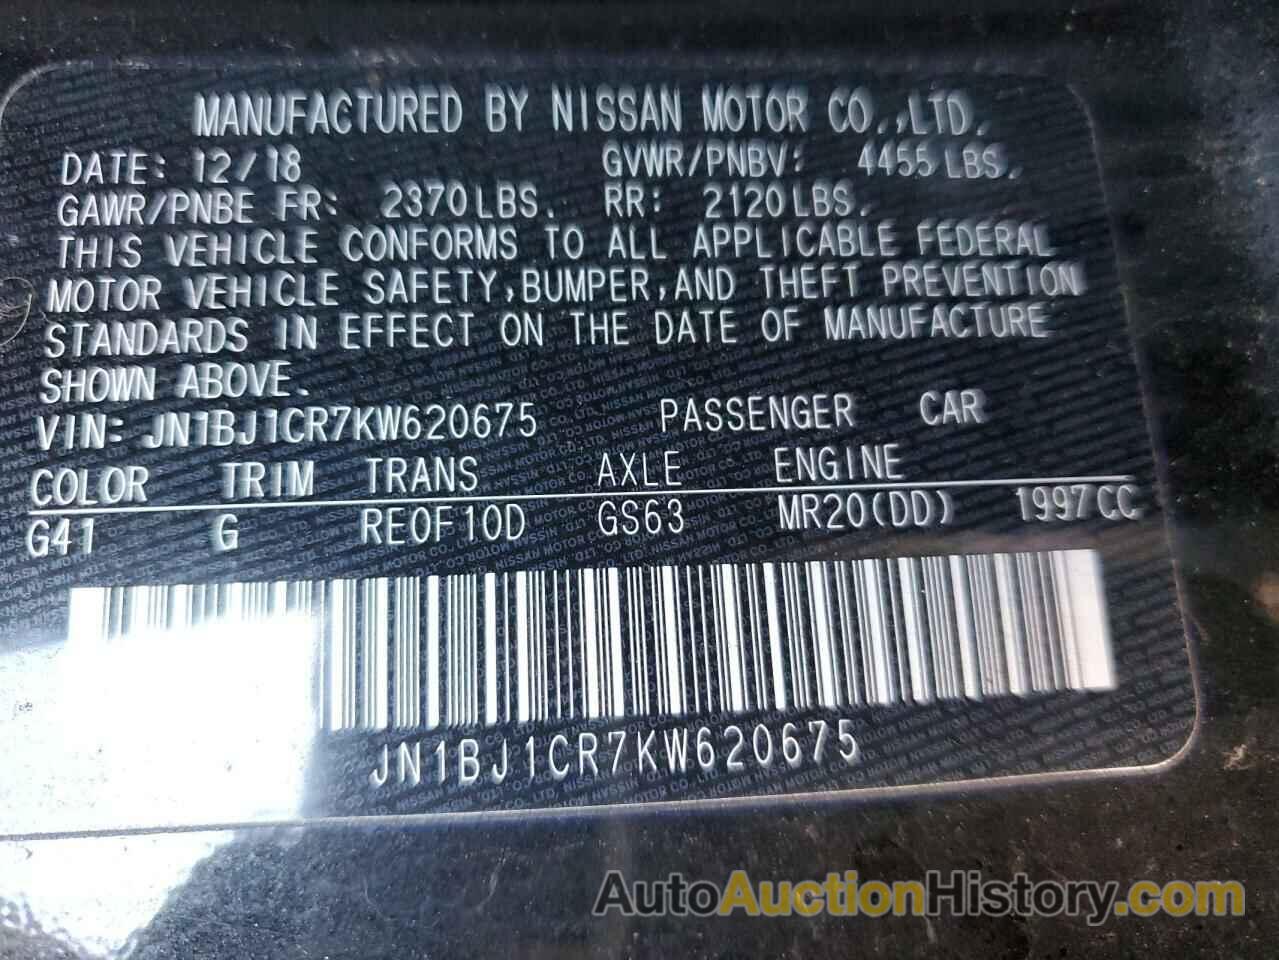 MANUFACTURED BY NISSAN MOTOR CO.,LTD.
DATE: 12/18 GVWR/PNBV: 4455 LBS.
GAWR/PNBE FR: 2370 LBS. RR: 2120 LBS.
THIS VEHICLE CONFORMS TO ALL APPLICABLE FEDERAL
MOTOR VEHICLE SAFETY,BUMPER,AND THEFT PREVENTION
STANDARDS IN EFFECT ON THE DATE OF MANUFACTURE
SHOWN ABOVE.
VIN: JN1BJ1CR7KW620675 PASSENGER CAR
COLOR TRIM TRANS AXLE ENGINE
G41 G RE0F10D GS63 MR20(DD) 1997 CC
JN1BJ1CR7KW620675
AutoAuctionHistory.com